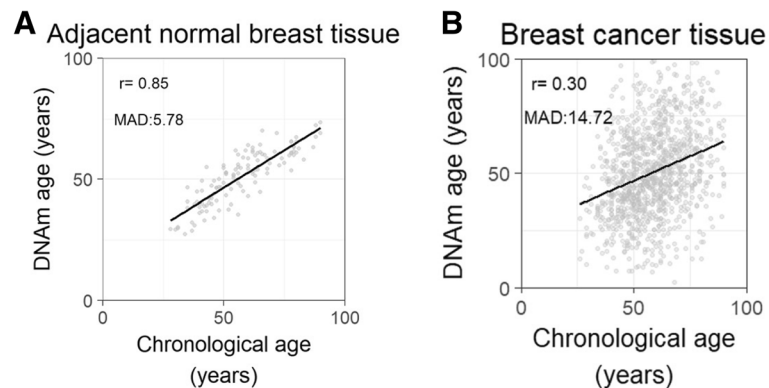 A
Adjacent normal breast tissue
100
r= 0.85
MAD:5.78
50
0
DNAm age (years)
0
50
100
Chronological age
(years)
B
Breast cancer tissue
100
r= 0.30
MAD:14.72
50
0
DNAm age (years)
0
50
100
Chronological age
(years)